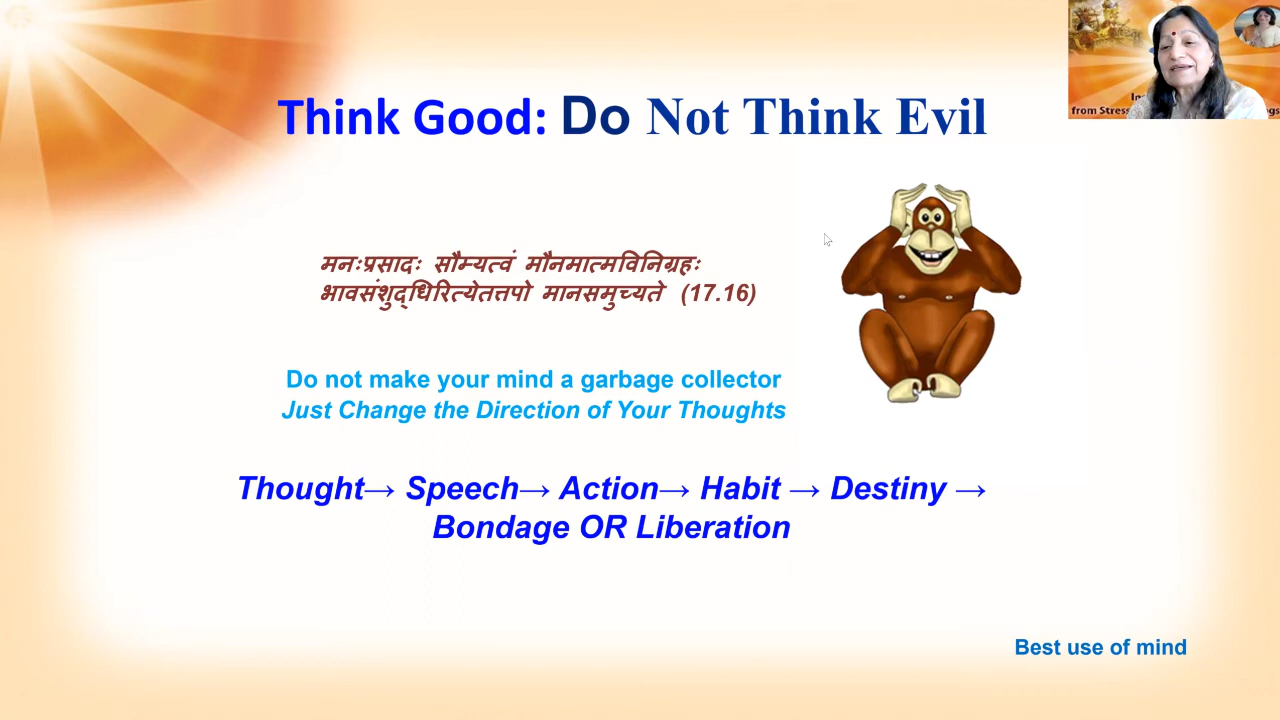 Think Good: Do Not Think Evil
from Stress
मनःप्रसादः सौम्यत्वं मौनमात्मविनिग्रहः
भावसंशुद्धिरित्येतत्तपो मानसमुच्यते (17.16)
Do not make your mind a garbage collector
Just Change the Direction of Your Thoughts
Thought→ Speech→ Action→ Habit → Destiny →
Bondage OR Liberation
Best use of mind